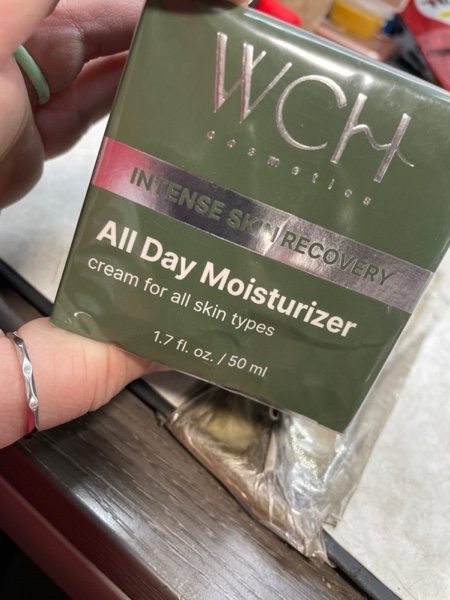 WCH
cosmetics
INTENSE SKIN RECOVERY
All Day Moisturizer
cream for all skin types
1.7 fl. oz. / 50 ml